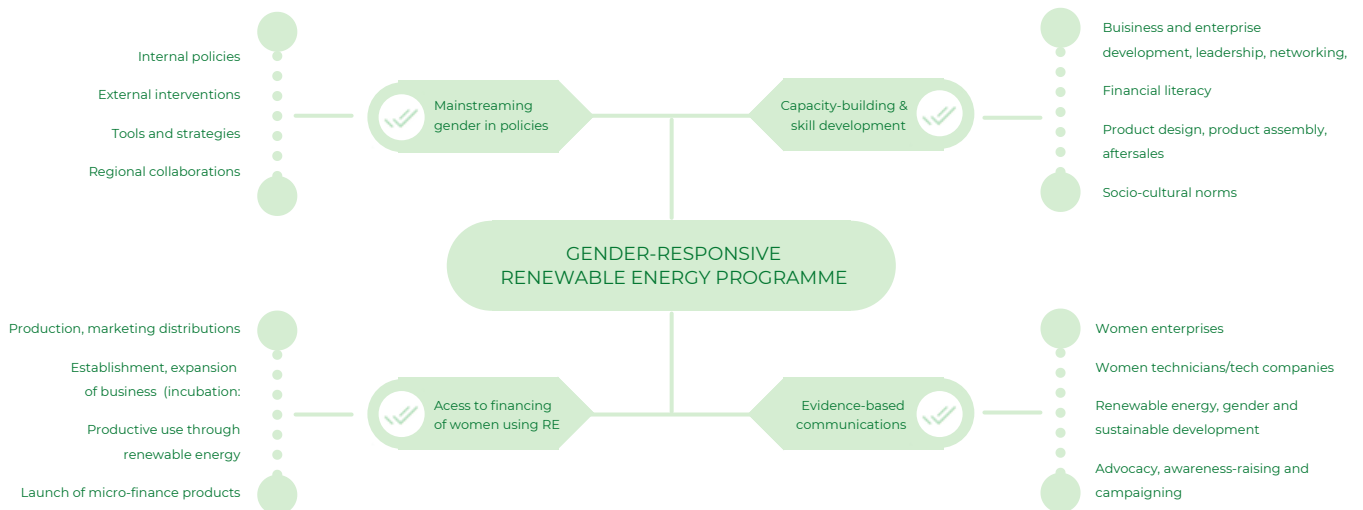 Internal policies
External interventions
Tools and strategies
Regional collaborations
Mainstreaming
gender in policies
Capacity-building &
skill development
Buisiness and enterprise
development, leadership, networking,
Financial literacy
Product design, product assembly,
aftersales
Socio-cultural norms
GENDER-RESPONSIVE
RENEWABLE ENERGY PROGRAMME
Production, marketing distributions
Establishment, expansion
of business (incubation:
Productive use through
renewable energy
Launch of micro-finance products
Acess to financing
of women using RE
Evidence-based
communications
Women enterprises
Women technicians/tech companies
Renewable energy, gender and
sustainable development
Advocacy, awareness-raising and
campaigning